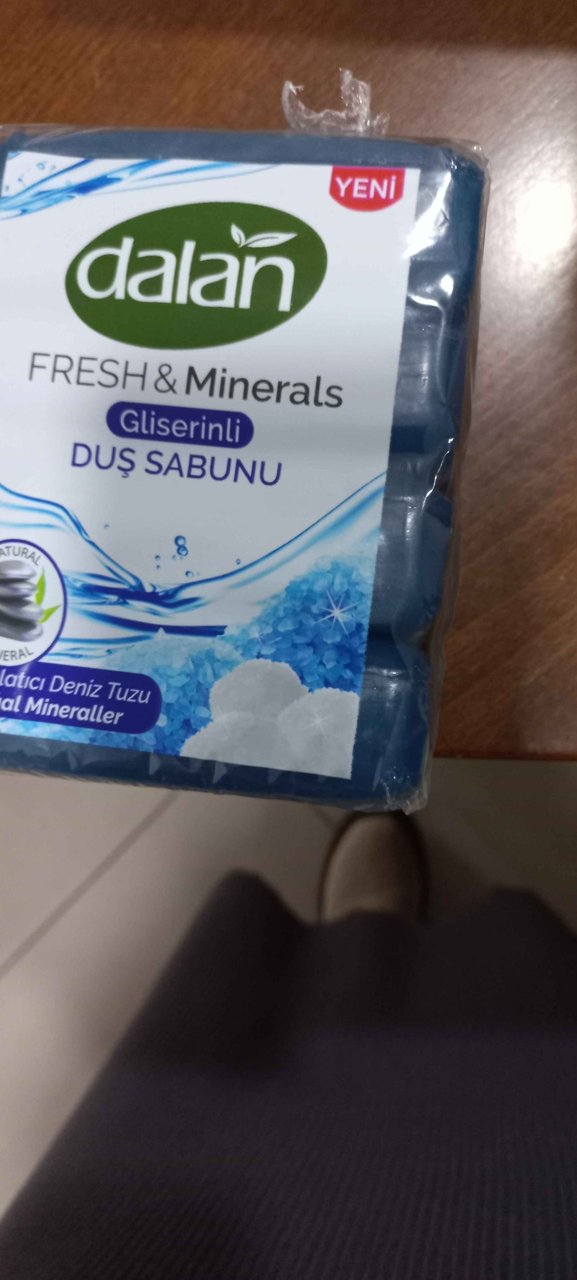 YENİ
dalan
FRESH & Minerals
Gliserinli
DUŞ SABUNU
Deniz Tuzu
Mineraller